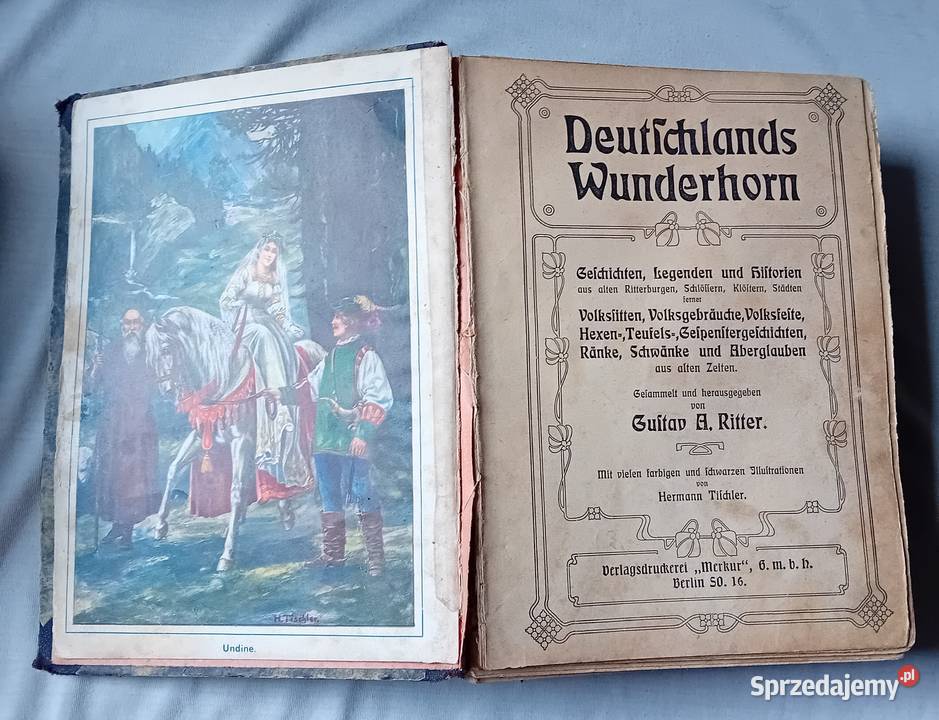 H. Tischler.
Undine.
Deutſchlands
Wunderhorn
Geſchichten, Legenden und Hiſtorien
aus alten Ritterburgen, Schlöſſern, Klöſtern, Städten
ferner
Volksſitten, Volksgebräuche, Volksfeſte,
Hexen-, Teufels-, Geſpenſtergeſchichten,
Ränke, Schwänke und Aberglauben
aus alten Zeiten.
Geſammelt und herausgegeben
von
Guſtav A. Ritter.
Mit vielen farbigen und ſchwarzen Illuſtrationen
von
Hermann Tiſchler.
Verlagsdruckerei „Merkur“, G. m. b. H.
Berlin SO. 16.
Sprzedajemy.pl